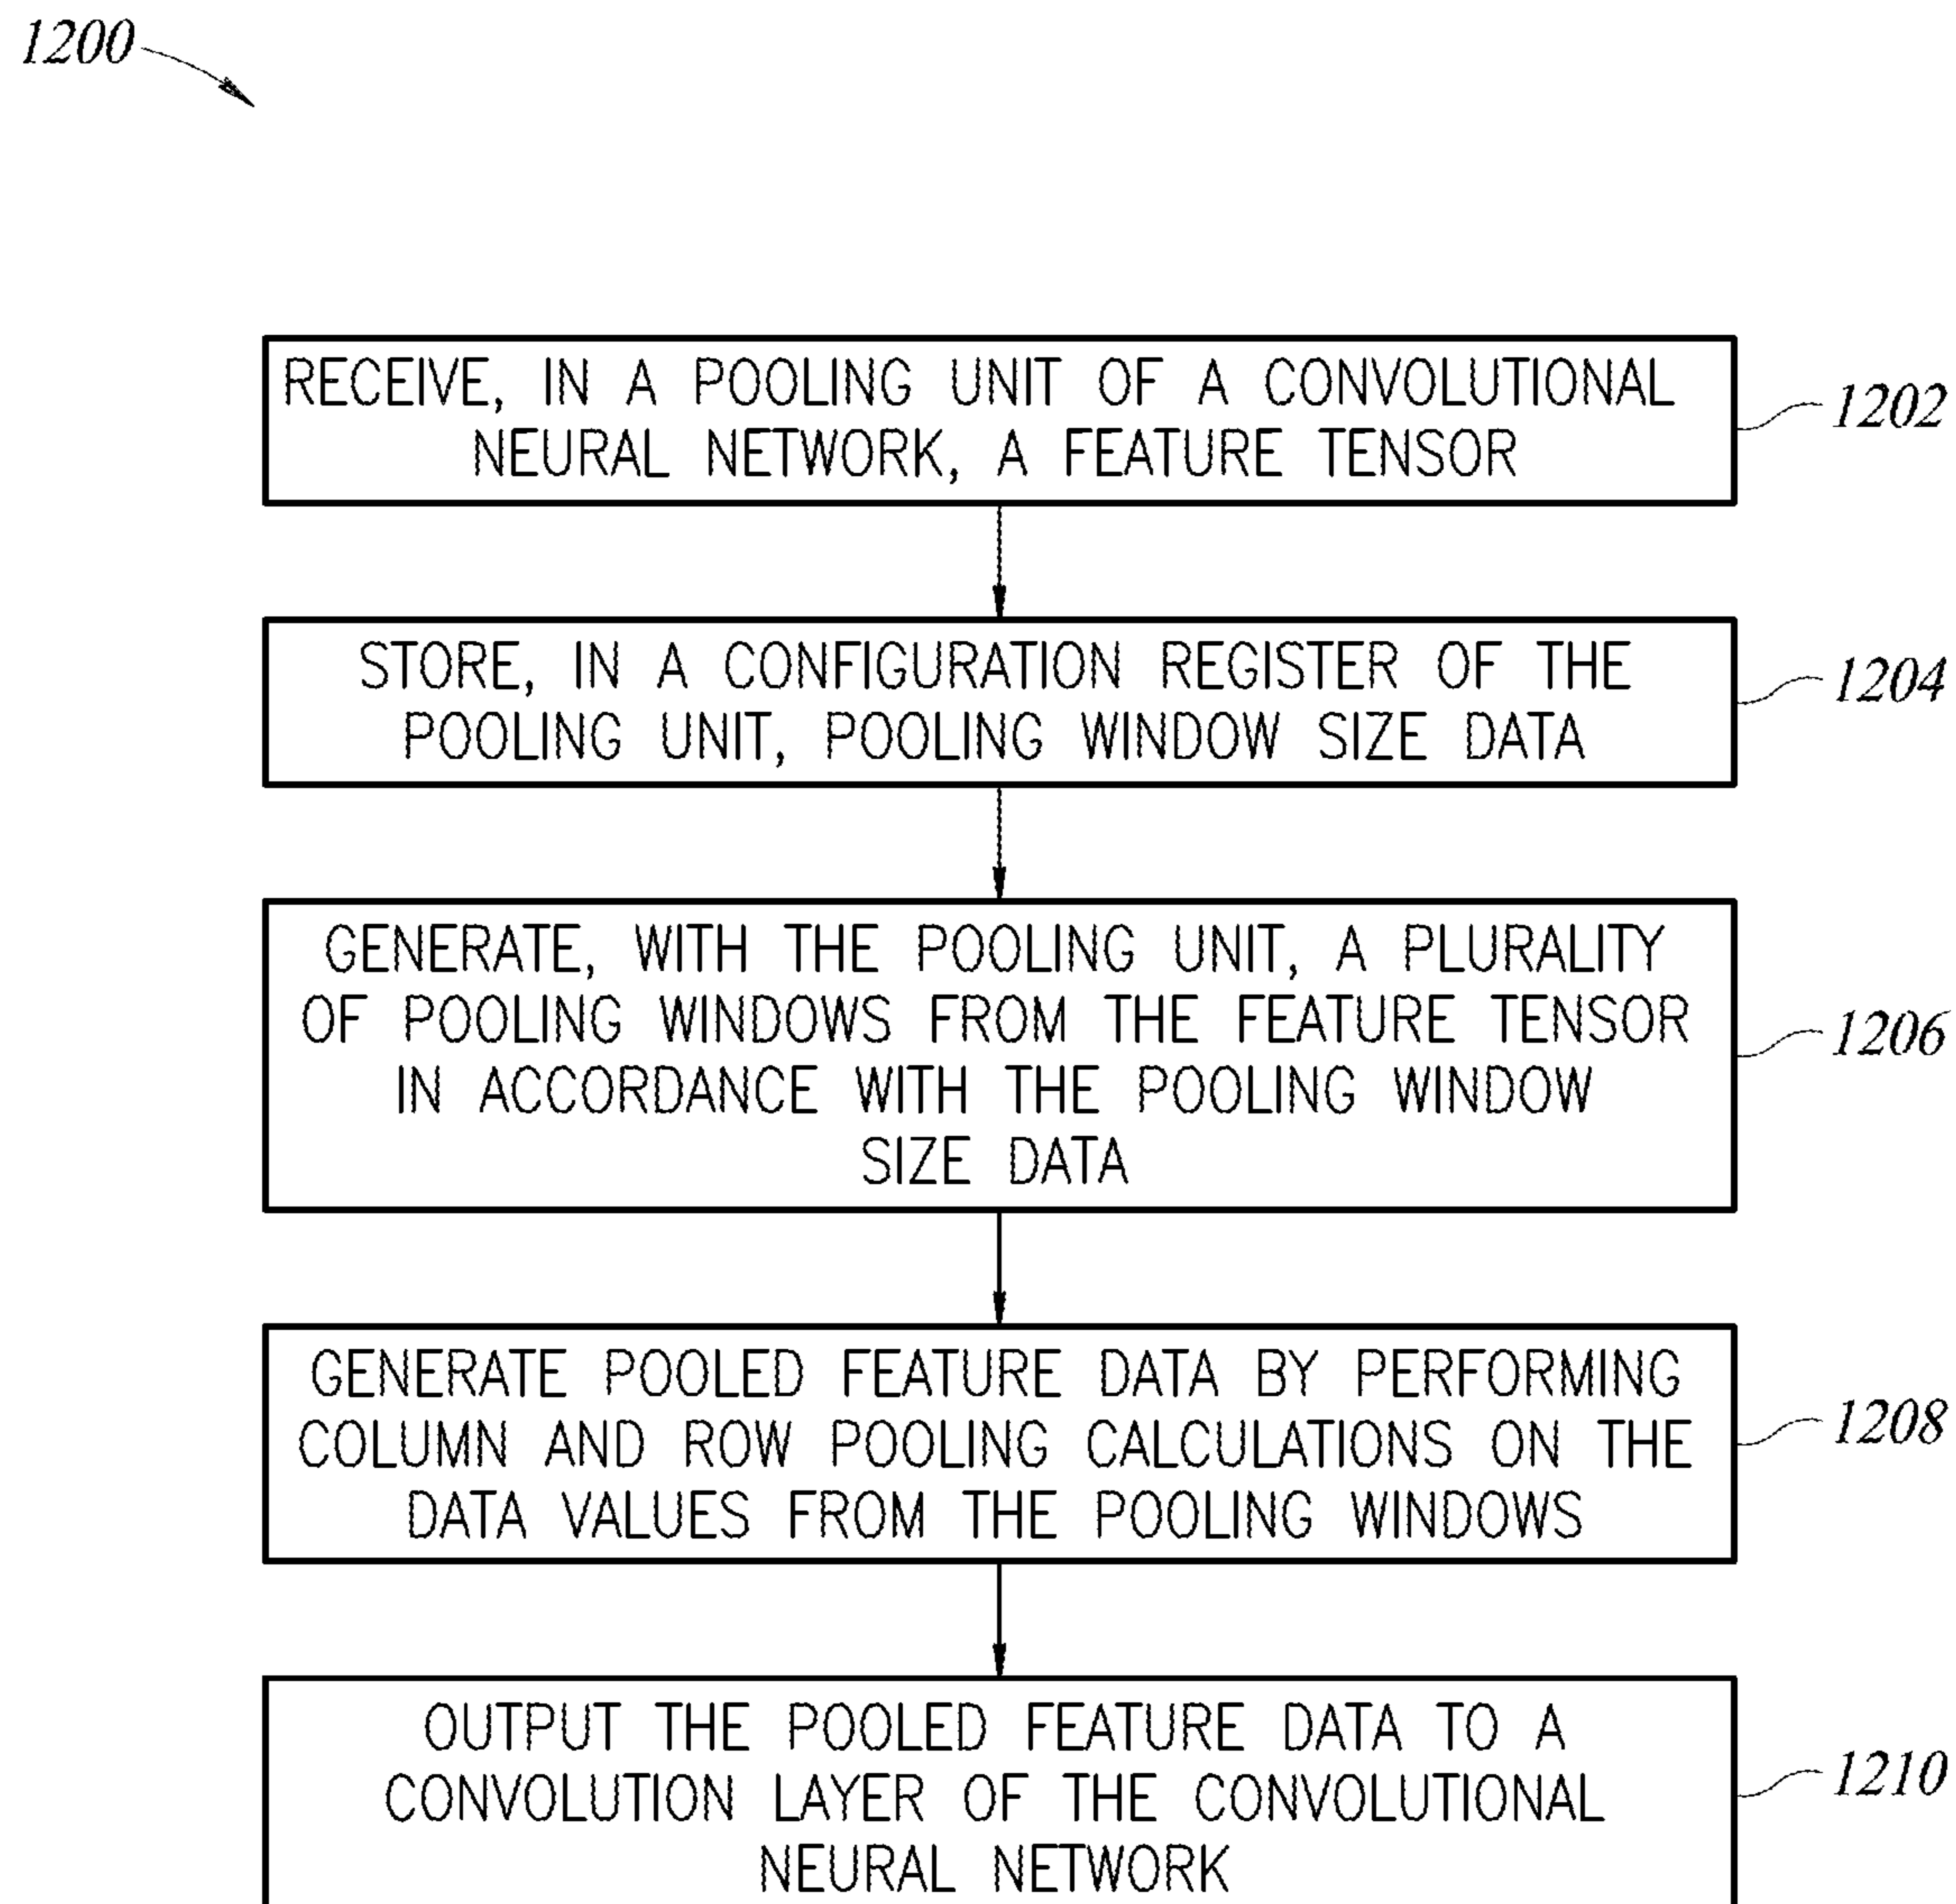 1200
RECEIVE, IN A POOLING UNIT OF A CONVOLUTIONAL
NEURAL NETWORK, A FEATURE TENSOR
1202
STORE, IN A CONFIGURATION REGISTER OF THE
POOLING UNIT, POOLING WINDOW SIZE DATA
1204
GENERATE, WITH THE POOLING UNIT, A PLURALITY
OF POOLING WINDOWS FROM THE FEATURE TENSOR
IN ACCORDANCE WITH THE POOLING WINDOW
SIZE DATA
1206
GENERATE POOLED FEATURE DATA BY PERFORMING
COLUMN AND ROW POOLING CALCULATIONS ON THE
DATA VALUES FROM THE POOLING WINDOWS
1208
OUTPUT THE POOLED FEATURE DATA TO A
CONVOLUTION LAYER OF THE CONVOLUTIONAL
NEURAL NETWORK
1210